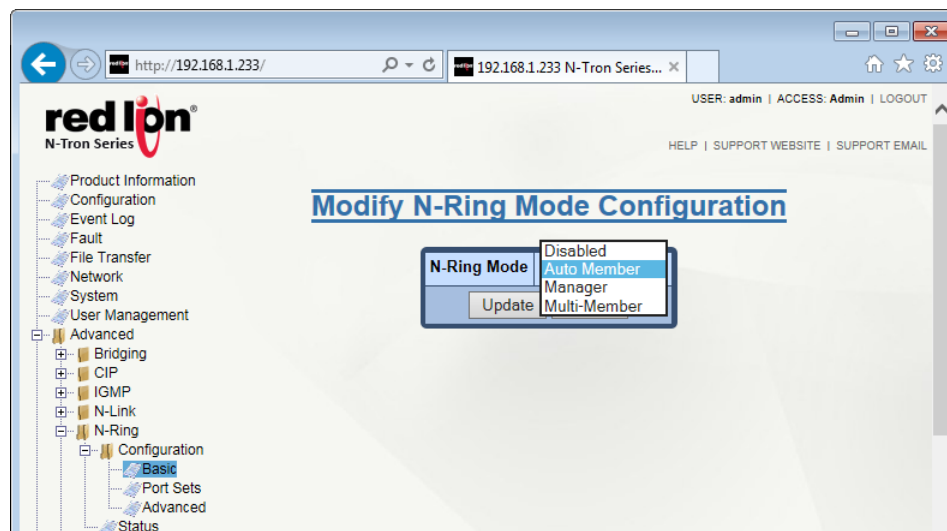 http://192.168.1.233/
192.168.1.233 N-Tron Series...
USER: admin | ACCESS: Admin | LOGOUT
red lion®
N-Tron Series
HELP | SUPPORT WEBSITE | SUPPORT EMAIL
Product Information
Configuration
Event Log
Fault
File Transfer
Network
System
User Management
Advanced
Bridging
CIP
IGMP
N-Link
N-Ring
Configuration
Basic
Port Sets
Advanced
Status
Modify N-Ring Mode Configuration
N-Ring Mode
Disabled
Auto Member
Manager
Multi-Member
Update